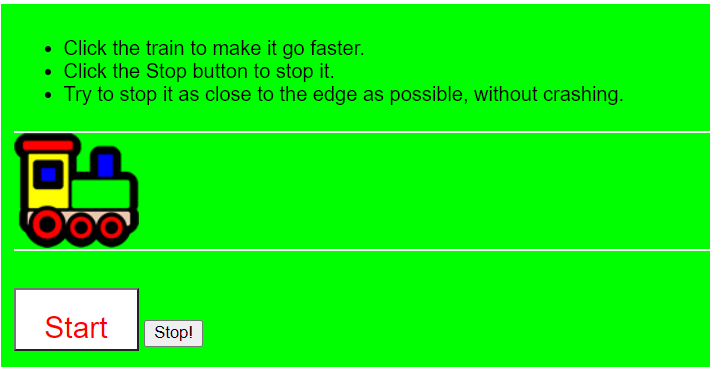 Click the train to make it go faster.
Click the Stop button to stop it.
Try to stop it as close to the edge as possible, without crashing.
Start
Stop!